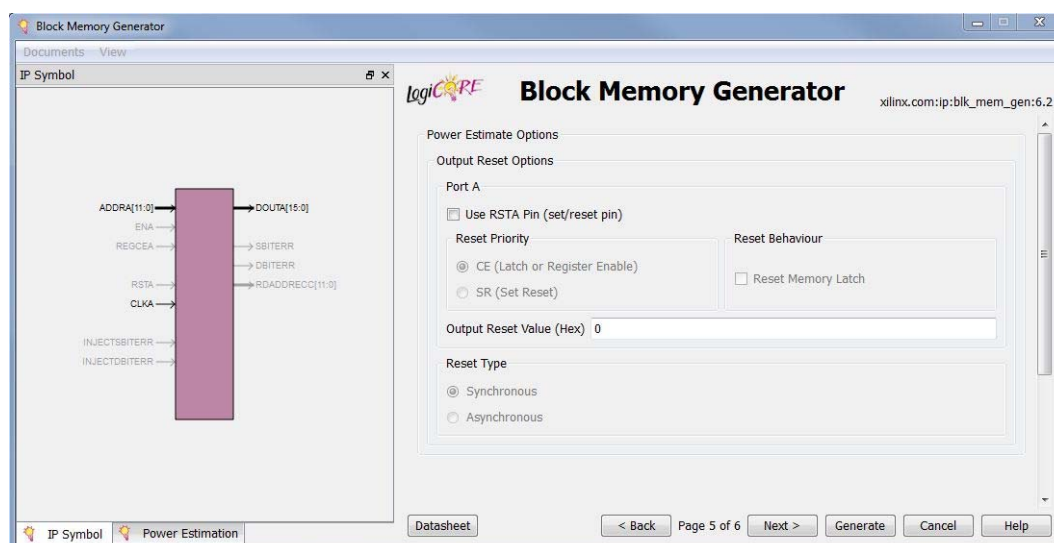 Block Memory Generator
Documents View
IP Symbol
ADDRA[11:0]
DOUTA[15:0]
ENA
REGCEA
SBITERR
DBITERR
RSTA
RDADDRECC[11:0]
CLKA
INJECTSBITERR
INJECTDBITERR
IP Symbol
Power Estimation
LogiCORE
Block Memory Generator
xilinx.com:ip:blk_mem_gen:6.2
Power Estimate Options
Output Reset Options
Port A
Use RSTA Pin (set/reset pin)
Reset Priority
CE (Latch or Register Enable)
SR (Set Reset)
Reset Behaviour
Reset Memory Latch
Output Reset Value (Hex) 0
Reset Type
Synchronous
Asynchronous
Datasheet
< Back
Page 5 of 6
Next >
Generate
Cancel
Help